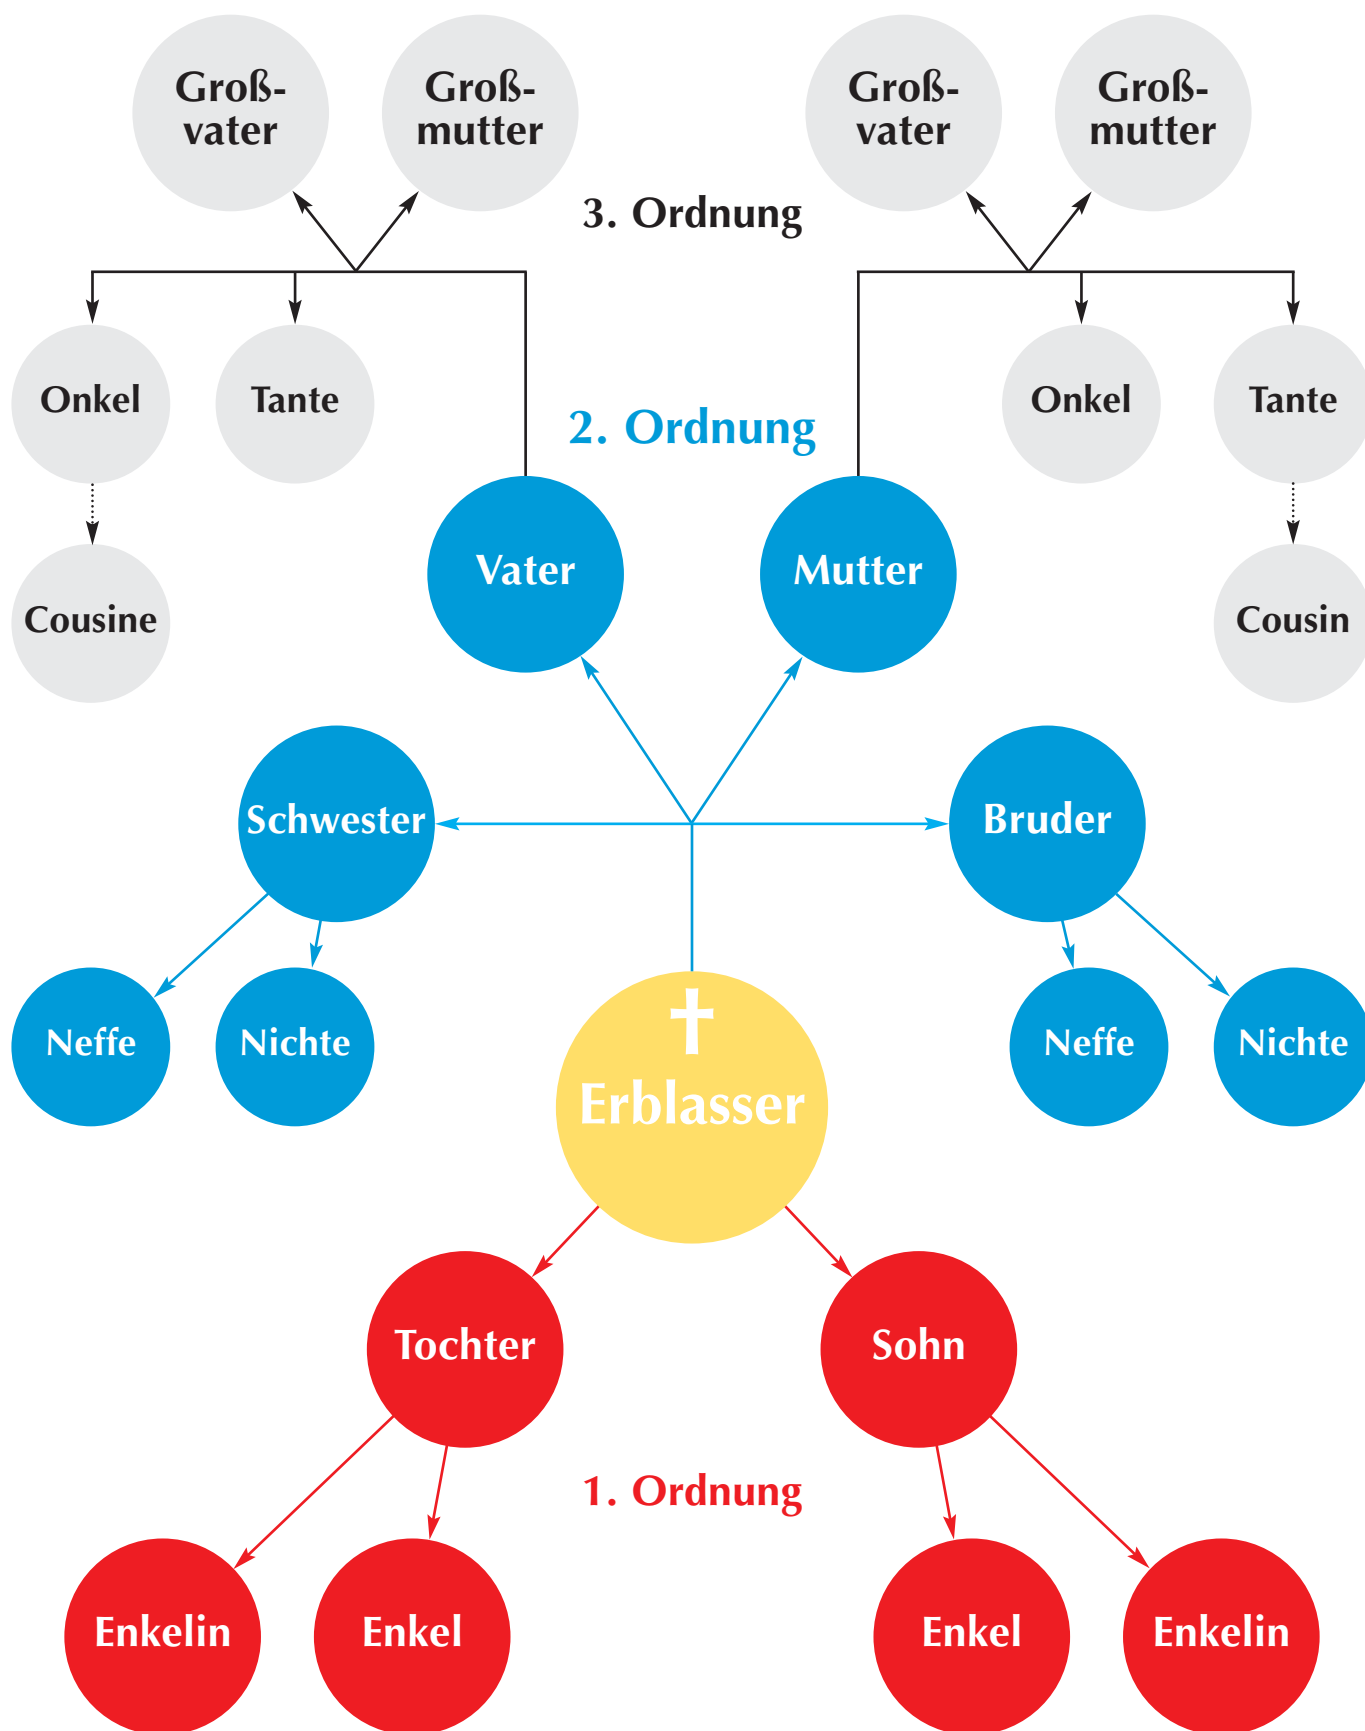 Groß-
vater
Groß-
mutter
Groß-
vater
Groß-
mutter
3. Ordnung
Onkel
Tante
Onkel
Tante
2. Ordnung
Vater
Mutter
Cousine
Cousin
Schwester
Bruder
Neffe
Nichte
Neffe
Nichte
Erblasser
Tochter
Sohn
1. Ordnung
Enkelin
Enkel
Enkel
Enkelin